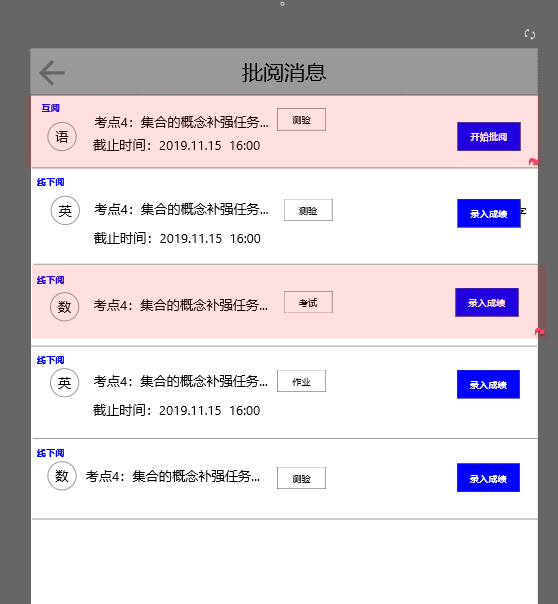 批阅消息
互阅
语
考点4：集合的概念补强任务...
测验
截止时间：2019.11.15 16:00
开始批阅
线下阅
英
考点4：集合的概念补强任务...
测验
截止时间：2019.11.15 16:00
录入成绩
线下阅
数
考点4：集合的概念补强任务...
考试
录入成绩
线下阅
英
考点4：集合的概念补强任务...
作业
截止时间：2019.11.15 16:00
录入成绩
线下阅
数
考点4：集合的概念补强任务...
测验
录入成绩